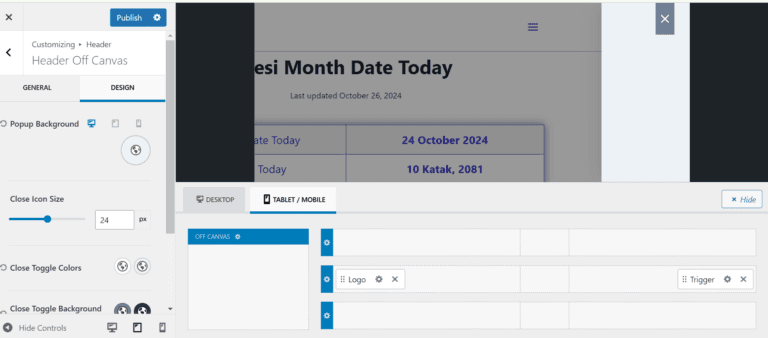 Publish
Customizing ▸ Header
Header Off Canvas
GENERAL
DESIGN
Popup Background
Close Icon Size
24
px
Close Toggle Colors
Close Toggle Background
Hide Controls
esi Month Date Today
Last updated October 26, 2024
ate Today
24 October 2024
Today
10 Katak, 2081
DESKTOP
TABLET / MOBILE
Hide
OFF CANVAS
Logo
Trigger